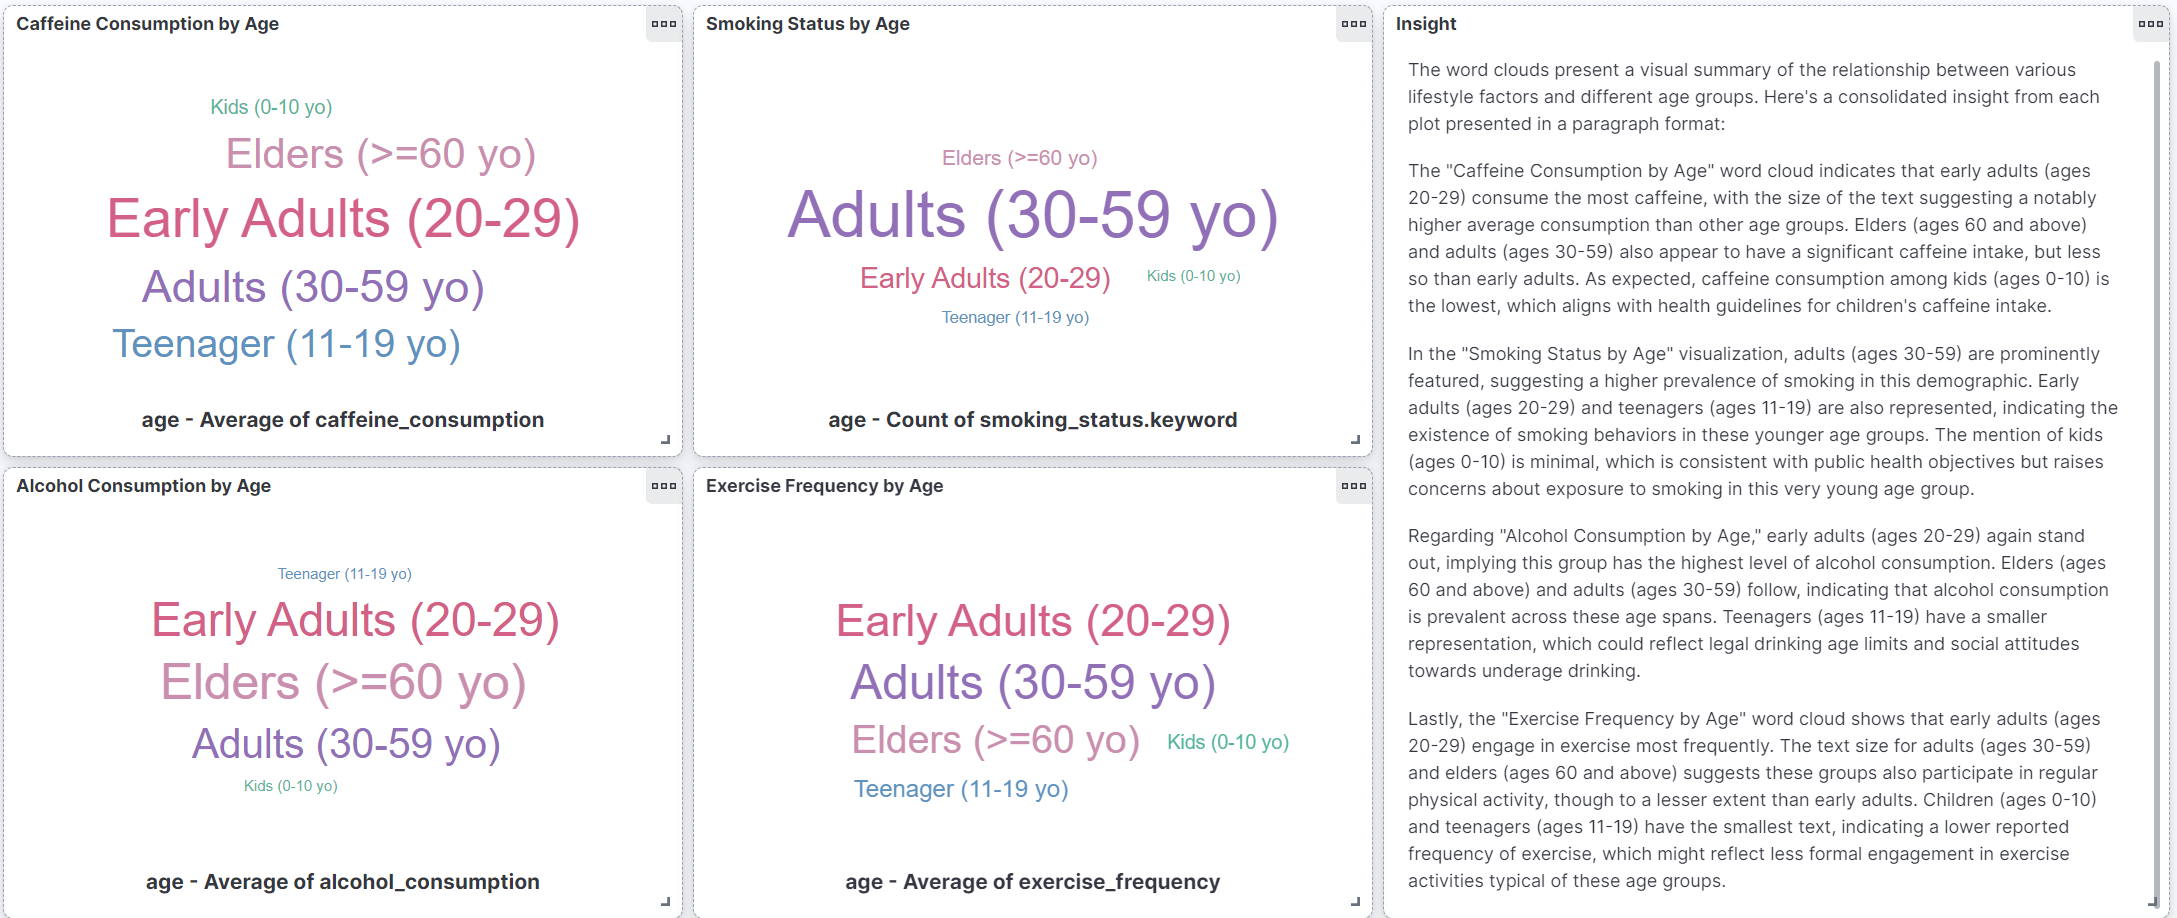 Caffeine Consumption by Age
Kids (0-10 yo)
Elders (>=60 yo)
Early Adults (20-29)
Adults (30-59 yo)
Teenager (11-19 yo)
age - Average of caffeine_consumption
Smoking Status by Age
Elders (>=60 yo)
Adults (30-59 yo)
Early Adults (20-29)
Kids (0-10 yo)
Teenager (11-19 yo)
age - Count of smoking_status.keyword
Alcohol Consumption by Age
Teenager (11-19 yo)
Early Adults (20-29)
Elders (>=60 yo)
Adults (30-59 yo)
Kids (0-10 yo)
age - Average of alcohol_consumption
Exercise Frequency by Age
Early Adults (20-29)
Adults (30-59 yo)
Elders (>=60 yo)
Kids (0-10 yo)
Teenager (11-19 yo)
age - Average of exercise_frequency
Insight
The word clouds present a visual summary of the relationship between various
lifestyle factors and different age groups. Here's a consolidated insight from each
plot presented in a paragraph format:
The "Caffeine Consumption by Age" word cloud indicates that early adults (ages
20-29) consume the most caffeine, with the size of the text suggesting a notably
higher average consumption than other age groups. Elders (ages 60 and above)
and adults (ages 30-59) also appear to have a significant caffeine intake, but less
so than early adults. As expected, caffeine consumption among kids (ages 0-10) is
the lowest, which aligns with health guidelines for children's caffeine intake.
In the "Smoking Status by Age" visualization, adults (ages 30-59) are prominently
featured, suggesting a higher prevalence of smoking in this demographic. Early
adults (ages 20-29) and teenagers (ages 11-19) are also represented, indicating the
existence of smoking behaviors in these younger age groups. The mention of kids
(ages 0-10) is minimal, which is consistent with public health objectives but raises
concerns about exposure to smoking in this very young age group.
Regarding "Alcohol Consumption by Age," early adults (ages 20-29) again stand
out, implying this group has the highest level of alcohol consumption. Elders (ages
60 and above) and adults (ages 30-59) follow, indicating that alcohol consumption
is prevalent across these age spans. Teenagers (ages 11-19) have a smaller
representation, which could reflect legal drinking age limits and social attitudes
towards underage drinking.
Lastly, the "Exercise Frequency by Age" word cloud shows that early adults (ages
20-29) engage in exercise most frequently. The text size for adults (ages 30-59)
and elders (ages 60 and above) suggests these groups also participate in regular
physical activity, though to a lesser extent than early adults. Children (ages 0-10)
and teenagers (ages 11-19) have the smallest text, indicating a lower reported
frequency of exercise, which might reflect less formal engagement in exercise
activities typical of these age groups.